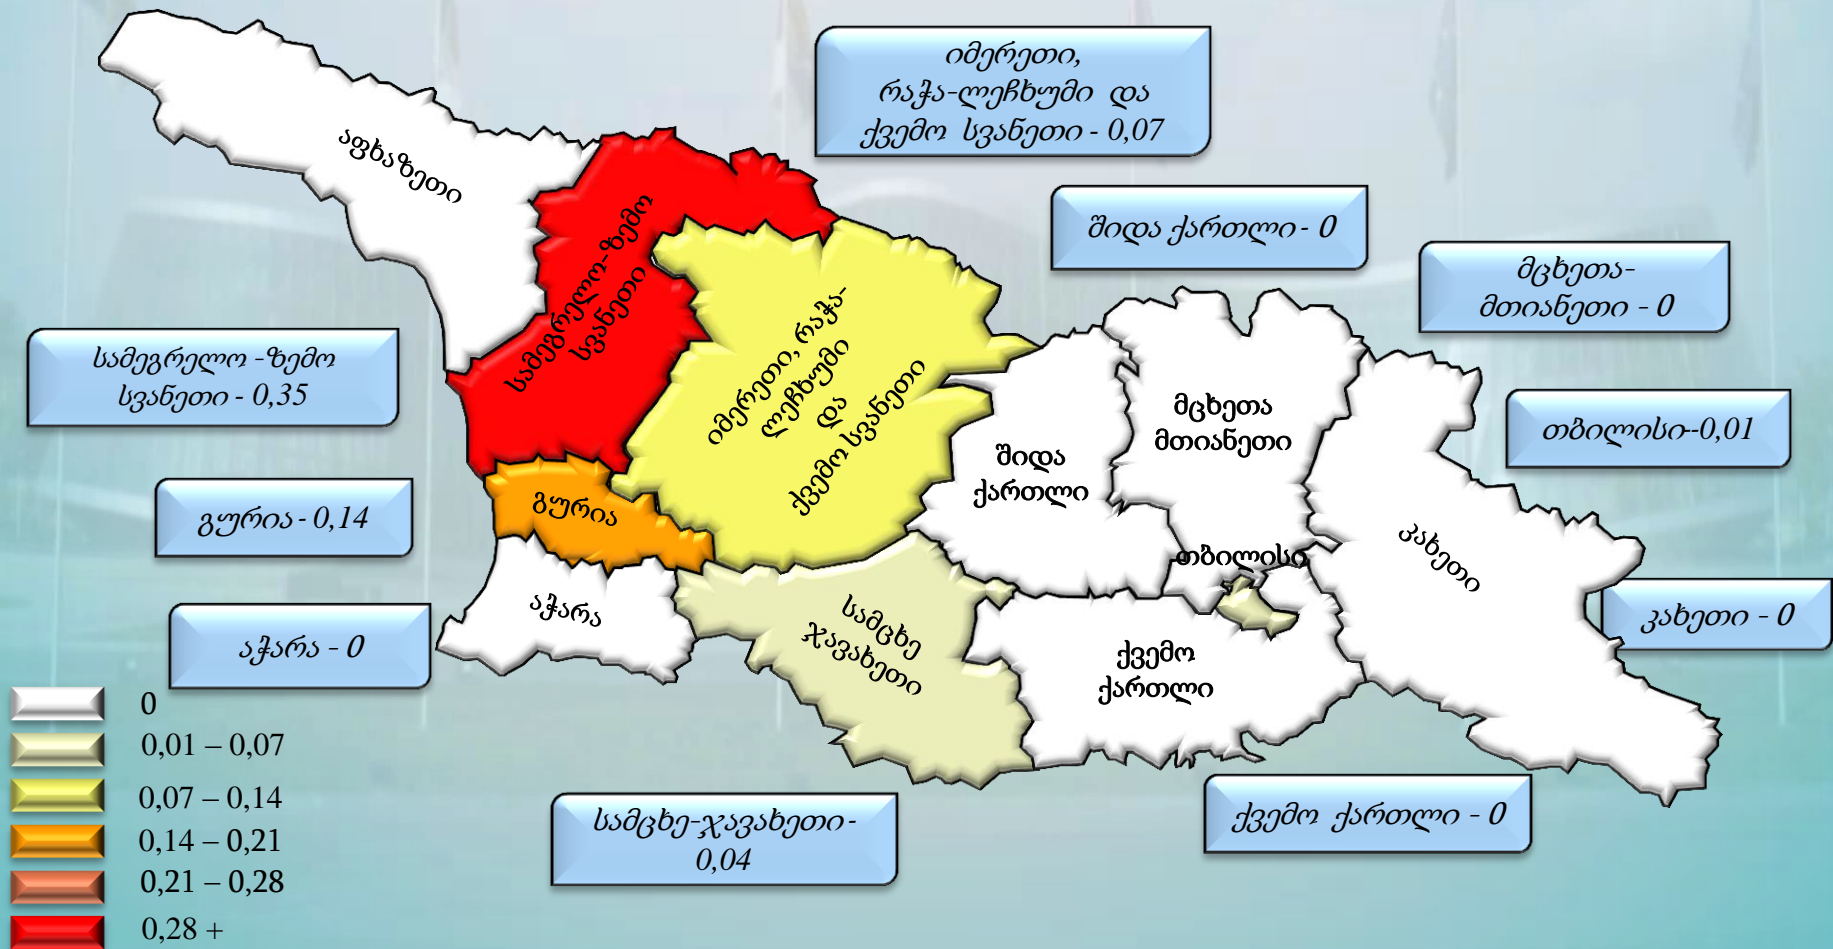 იმერეთი,
რაჭა-ლეჩხუმი და
ქვემო სვანეთი - 0,07
შიდა ქართლი - 0
მცხეთა-
მთიანეთი - 0
სამეგრელო -ზემო
სვანეთი - 0,35
თბილისი--0,01
გურია - 0,14
აჭარა - 0
კახეთი - 0
სამცხე-ჯავახეთი-
0,04
ქვემო ქართლი - 0
აფხაზეთი
სამეგრელო-ზემო
სვანეთი
იმერეთი, რაჭა-
ლეჩხუმი
და
ქვემო სვანეთი
შიდა
ქართლი
მცხეთა
მთიანეთი
თბილისი
კახეთი
გურია
აჭარა
სამცხე
ჯავახეთი
ქვემო
ქართლი
0
0,01 – 0,07
0,07 – 0,14
0,14 – 0,21
0,21 – 0,28
0,28 +